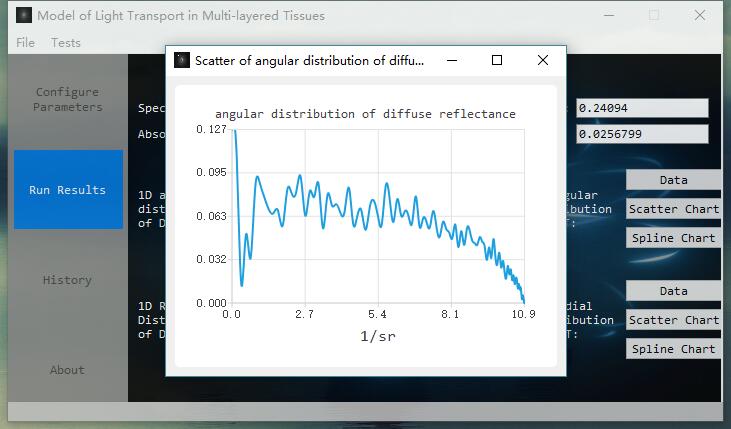 Model of Light Transport in Multi-layered Tissues
File Tests
Scatter of angular distribution of diffu...
Configure
Parameters
Run Results
History
About
Spec
0.24094
Abso
0.0256799
angular distribution of diffuse reflectance
0.127
0.095
0.063
0.032
0.000
0.0 2.7 5.4 8.1 10.9
1/sr
1D a
dist
of D
gular
ibution
T:
Data
Scatter Chart
Spline Chart
1D R
Dist
of D
dial
ribution
T:
Data
Scatter Chart
Spline Chart